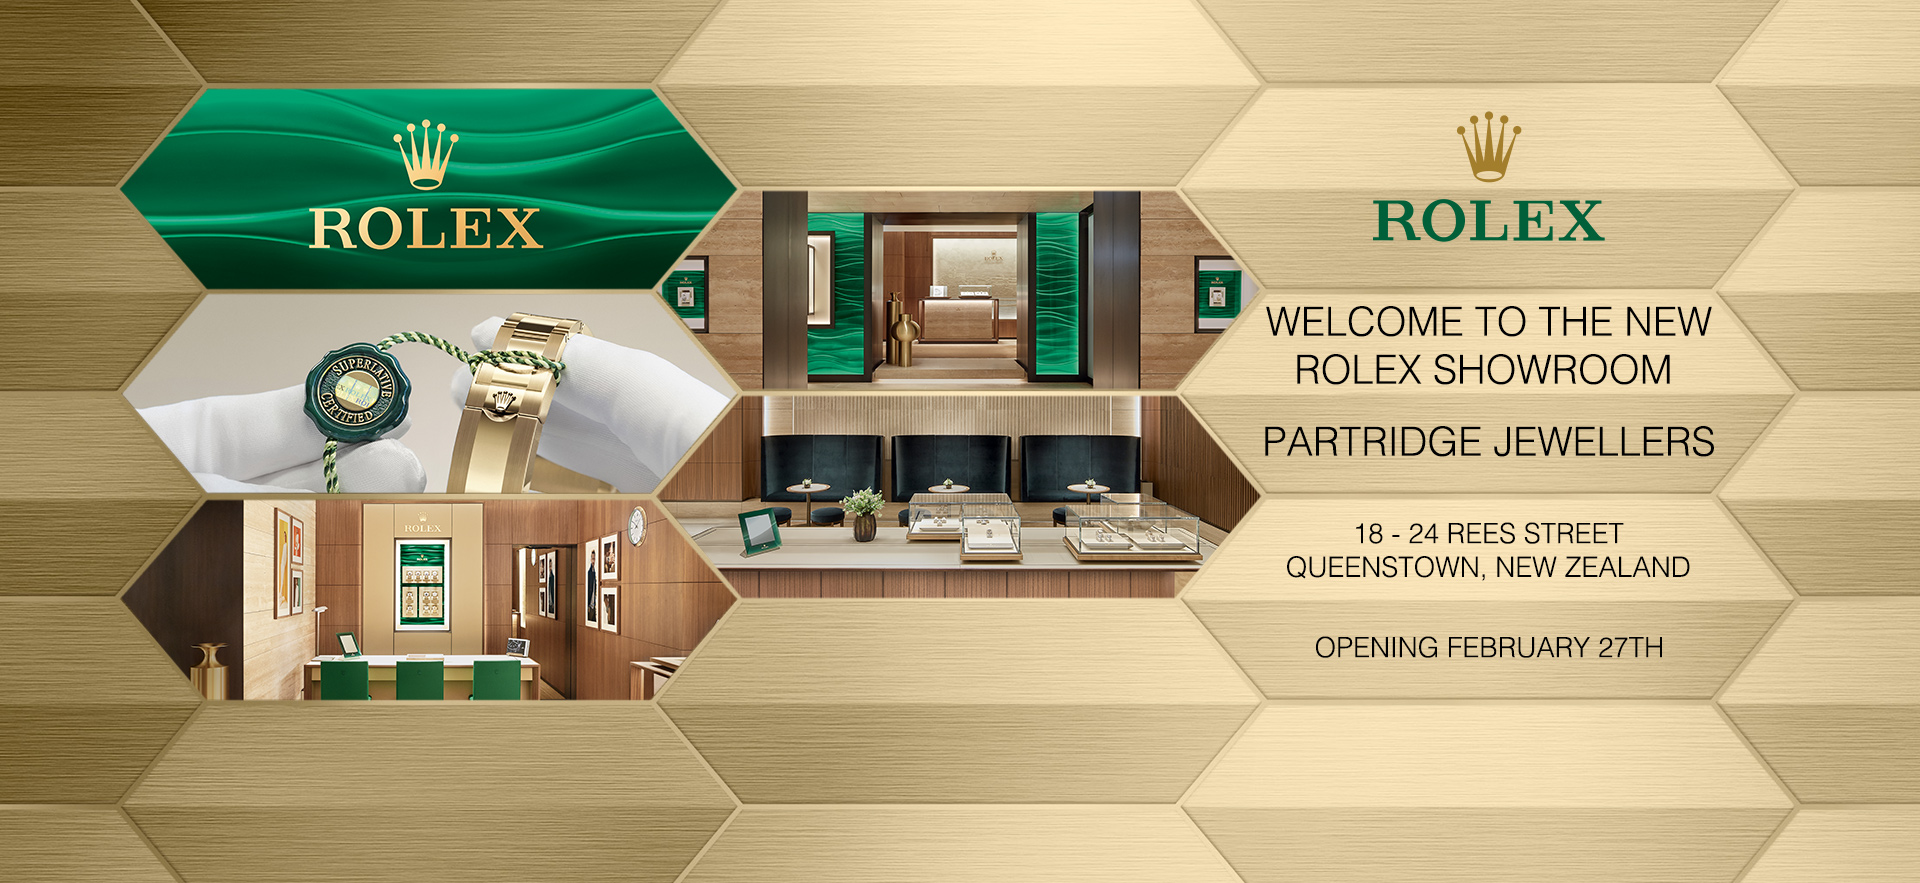 ROLEX
SUPERLATIVE
CERTIFIED
ROLEX
ROLEX
ROLEX
WELCOME TO THE NEW
ROLEX SHOWROOM
PARTRIDGE JEWELLERS
18 - 24 REES STREET
QUEENSTOWN, NEW ZEALAND
OPENING FEBRUARY 27TH